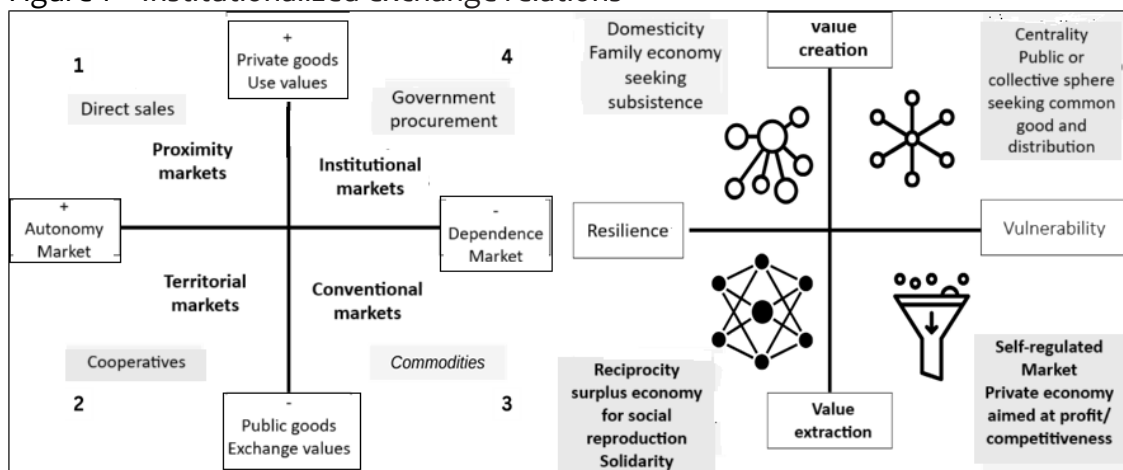 Figure 1 – Institutionalized exchange relations
+
Private goods
Use values
1
4
Direct sales
Government
procurement
Proximity
markets
Institutional
markets
+
Autonomy
Market
-
Dependence
Market
Territorial
markets
Conventional
markets
Cooperatives
Commodities
2
3
-
Public goods
Exchange values
Domesticity
Family economy
seeking
subsistence
Value
creation
Centrality
Public or
collective sphere
seeking common
good and
distribution
Resilience
Vulnerability
Reciprocity
surplus economy
for social
reproduction
Solidarity
Value
extraction
Self-regulated
Market
Private economy
aimed at profit/
competitiveness